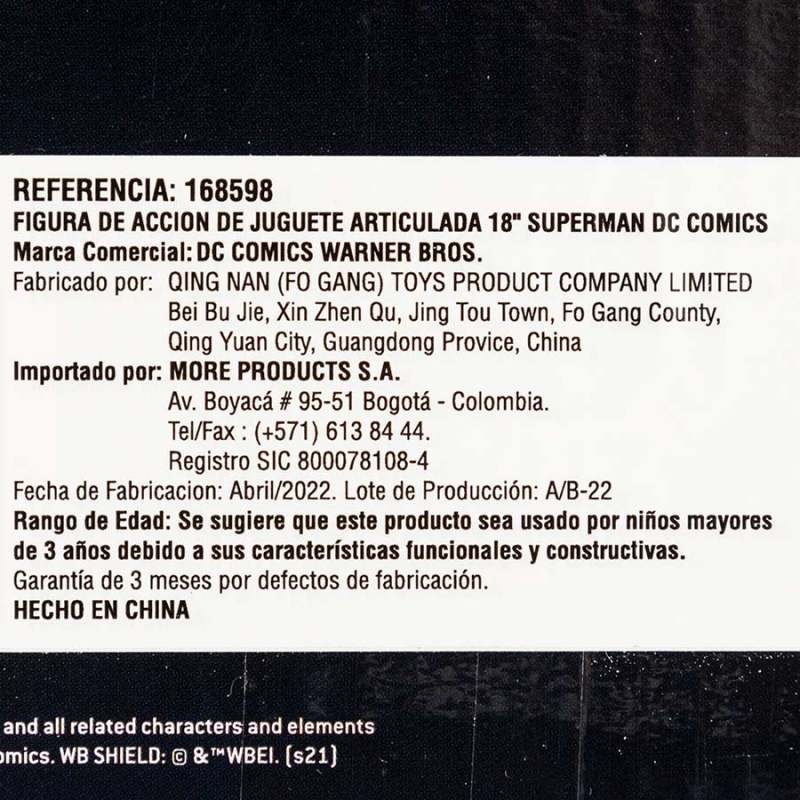 REFERENCIA: 168598
FIGURA DE ACCION DE JUGUETE ARTICULADA 18" SUPERMAN DC COMICS
Marca Comercial: DC COMICS WARNER BROS.
Fabricado por: QING NAN (FO GANG) TOYS PRODUCT COMPANY LIMITED
Bei Bu Jie, Xin Zhen Qu, Jing Tou Town, Fo Gang County,
Qing Yuan City, Guangdong Provice, China
Importado por: MORE PRODUCTS S.A.
Av. Boyacá # 95-51 Bogotá - Colombia.
Tel/Fax : (+571) 613 84 44.
Registro SIC 800078108-4
Fecha de Fabricacion: Abril/2022. Lote de Producción: A/B-22
Rango de Edad: Se sugiere que este producto sea usado por niños mayores
de 3 años debido a sus características funcionales y constructivas.
Garantía de 3 meses por defectos de fabricación.
HECHO EN CHINA
and all related characters and elements
omics. WB SHIELD: © &™WBEI. (s21)